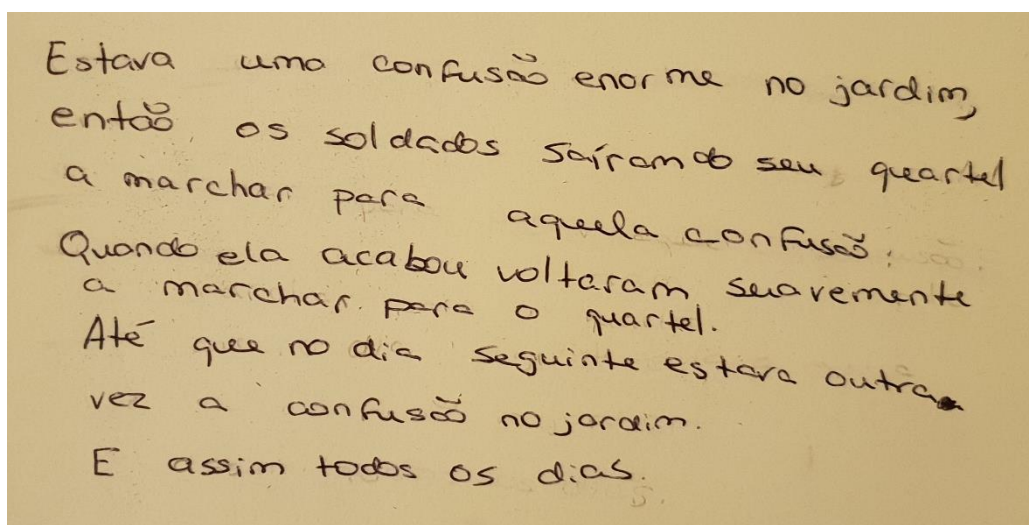 Estava uma confusão enorme no jardim,
então os soldados saíram do seu quartel
a marchar para aquela confusão.
Quando ela acabou voltaram suavemente
a marchar para o quartel.
Até que no dia seguinte estava outra
vez a confusão no jardim.
E assim todos os dias.